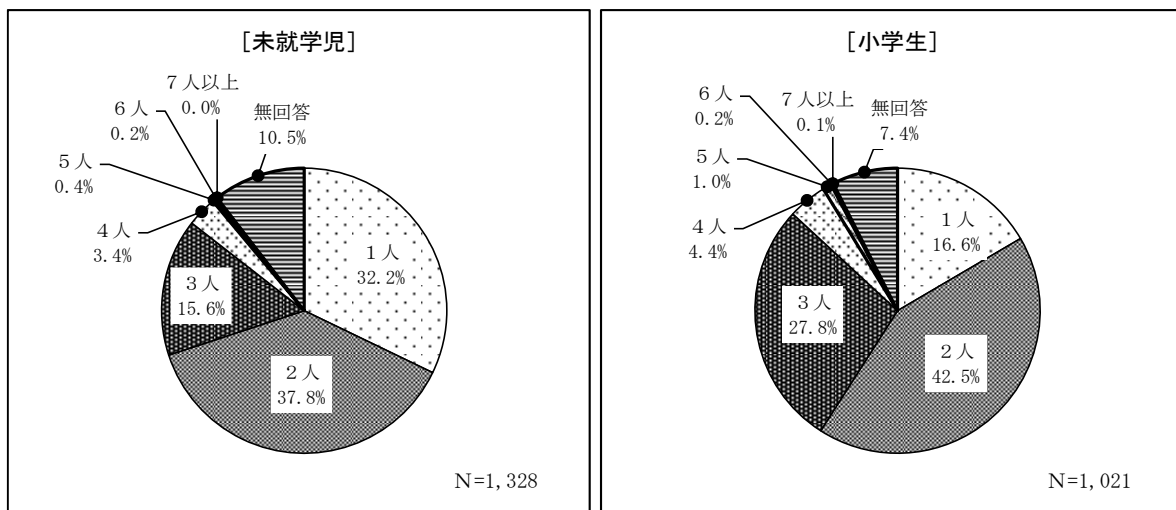 [未就学児]
７人以上
0.0%
６人
0.2%
無回答
10.5%
５人
0.4%
４人
3.4%
３人
15.6%
１人
32.2%
２人
37.8%
Ｎ=1,328
[小学生]
６人
0.2%
７人以上
0.1%
無回答
7.4%
５人
1.0%
４人
4.4%
１人
16.6%
３人
27.8%
２人
42.5%
Ｎ=1,021